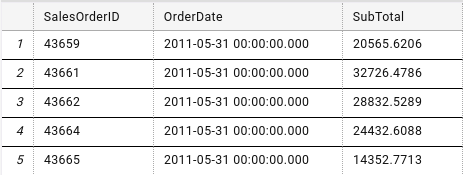 SalesOrderID OrderDate SubTotal
1 43659 2011-05-31 00:00:00.000 20565.6206
2 43661 2011-05-31 00:00:00.000 32726.4786
3 43662 2011-05-31 00:00:00.000 28832.5289
4 43664 2011-05-31 00:00:00.000 24432.6088
5 43665 2011-05-31 00:00:00.000 14352.7713